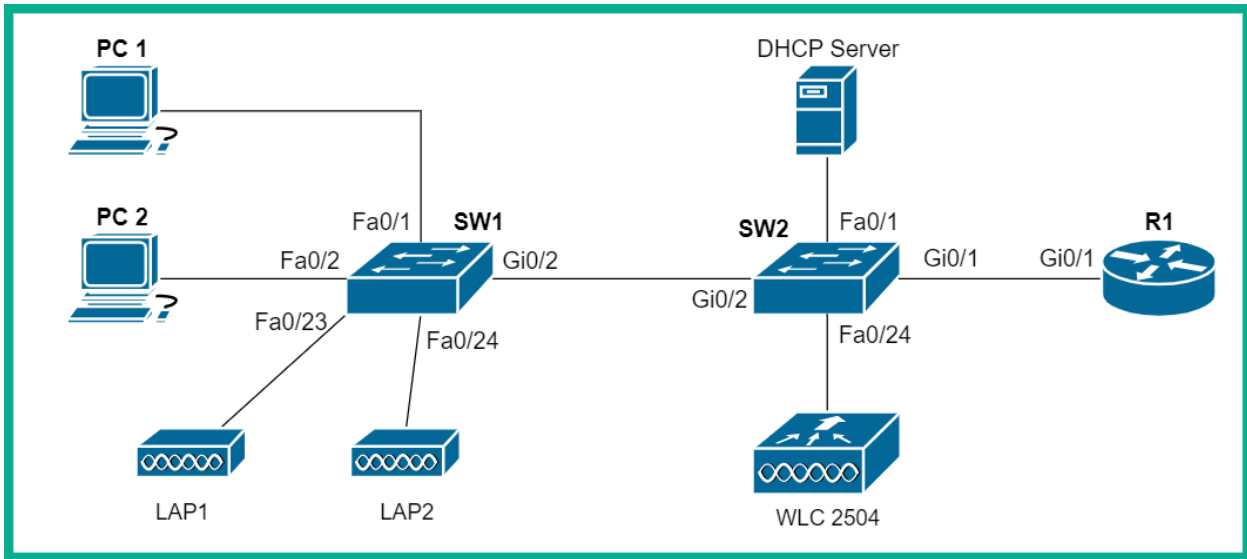 PC 1
DHCP Server
PC 2
Fa0/1
SW1
SW2
Fa0/1
R1
Fa0/2
Gi0/2
Gi0/1
Gi0/1
Gi0/2
Fa0/23
Fa0/24
Fa0/24
LAP1
LAP2
WLC 2504
?
?